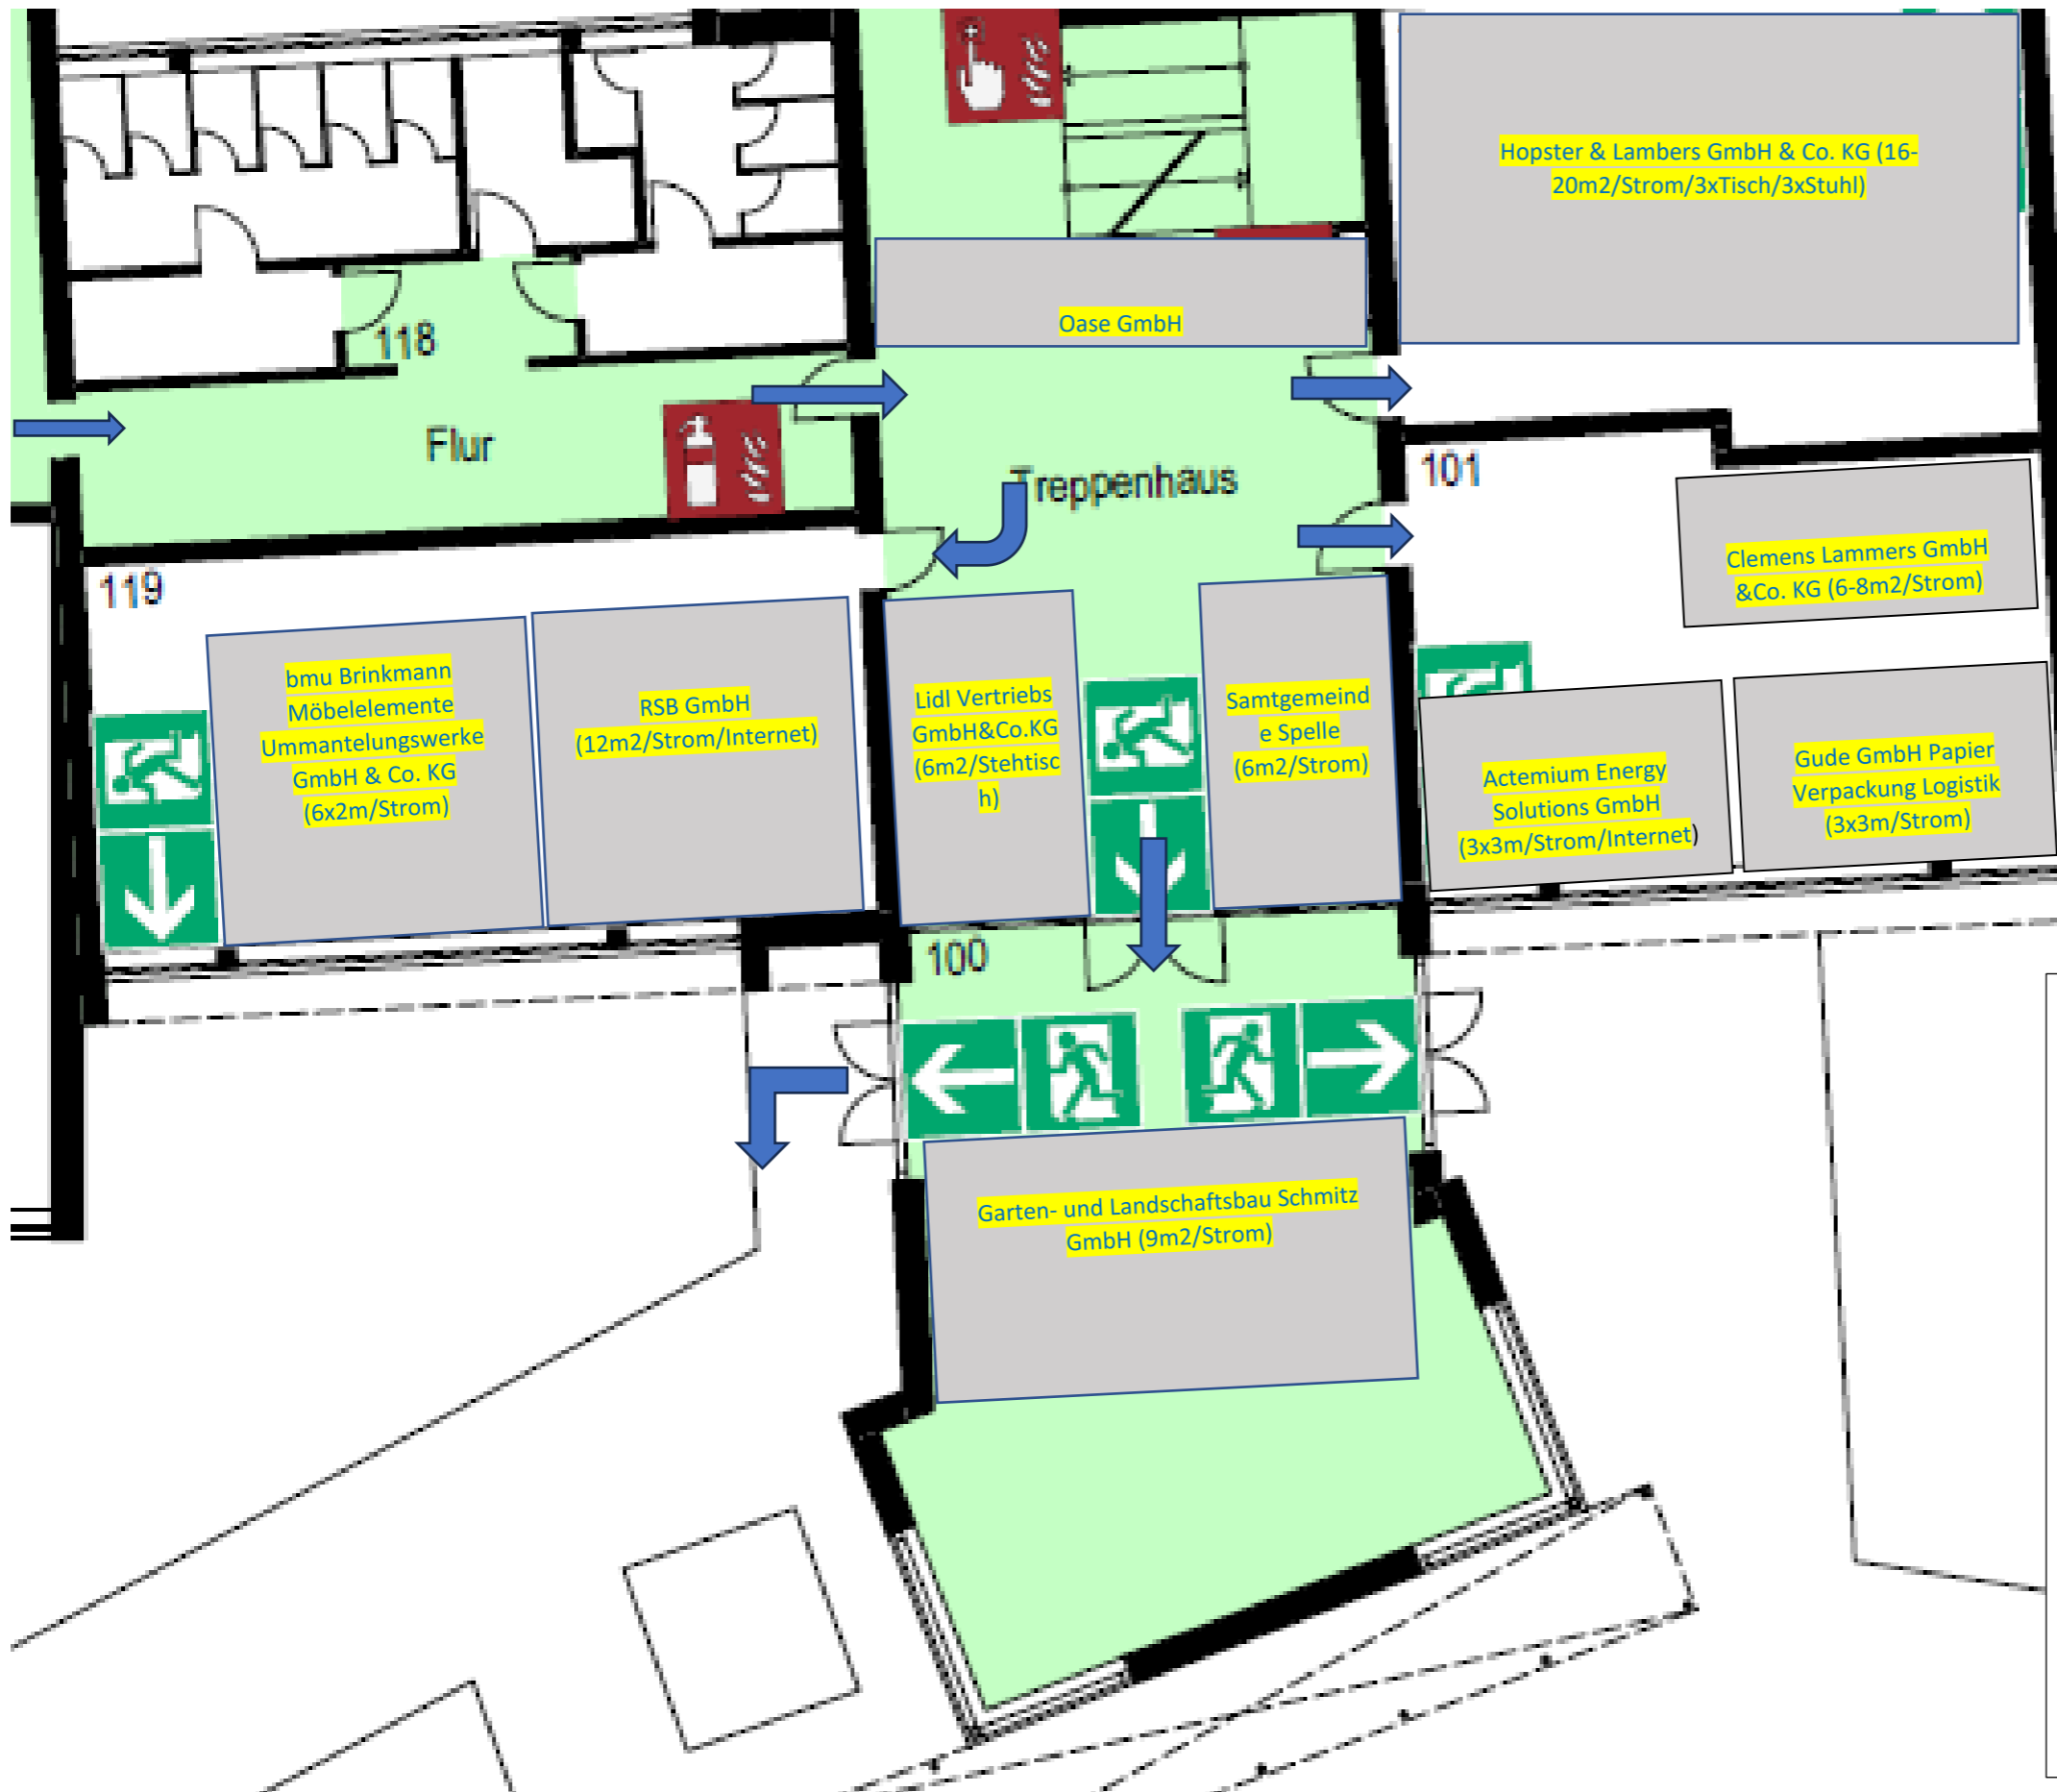 Hopster & Lambers GmbH & Co. KG (16-
20m2/Strom/3xTisch/3xStuhl)
Oase GmbH
118
Flur
Treppenhaus
101
Clemens Lammers GmbH
&Co. KG (6-8m2/Strom)
119
bmu Brinkmann
Möbelelemente
Ummantelungswerke
GmbH & Co. KG
(6x2m/Strom)
RSB GmbH
(12m2/Strom/Internet)
Lidl Vertriebs
GmbH&Co.KG
(6m2/Stehtisc
h)
Samtgemeind
e Spelle
(6m2/Strom)
Actemium Energy
Solutions GmbH
(3x3m/Strom/Internet)
Gude GmbH Papier
Verpackung Logistik
(3x3m/Strom)
100
Garten- und Landschaftsbau Schmitz
GmbH (9m2/Strom)